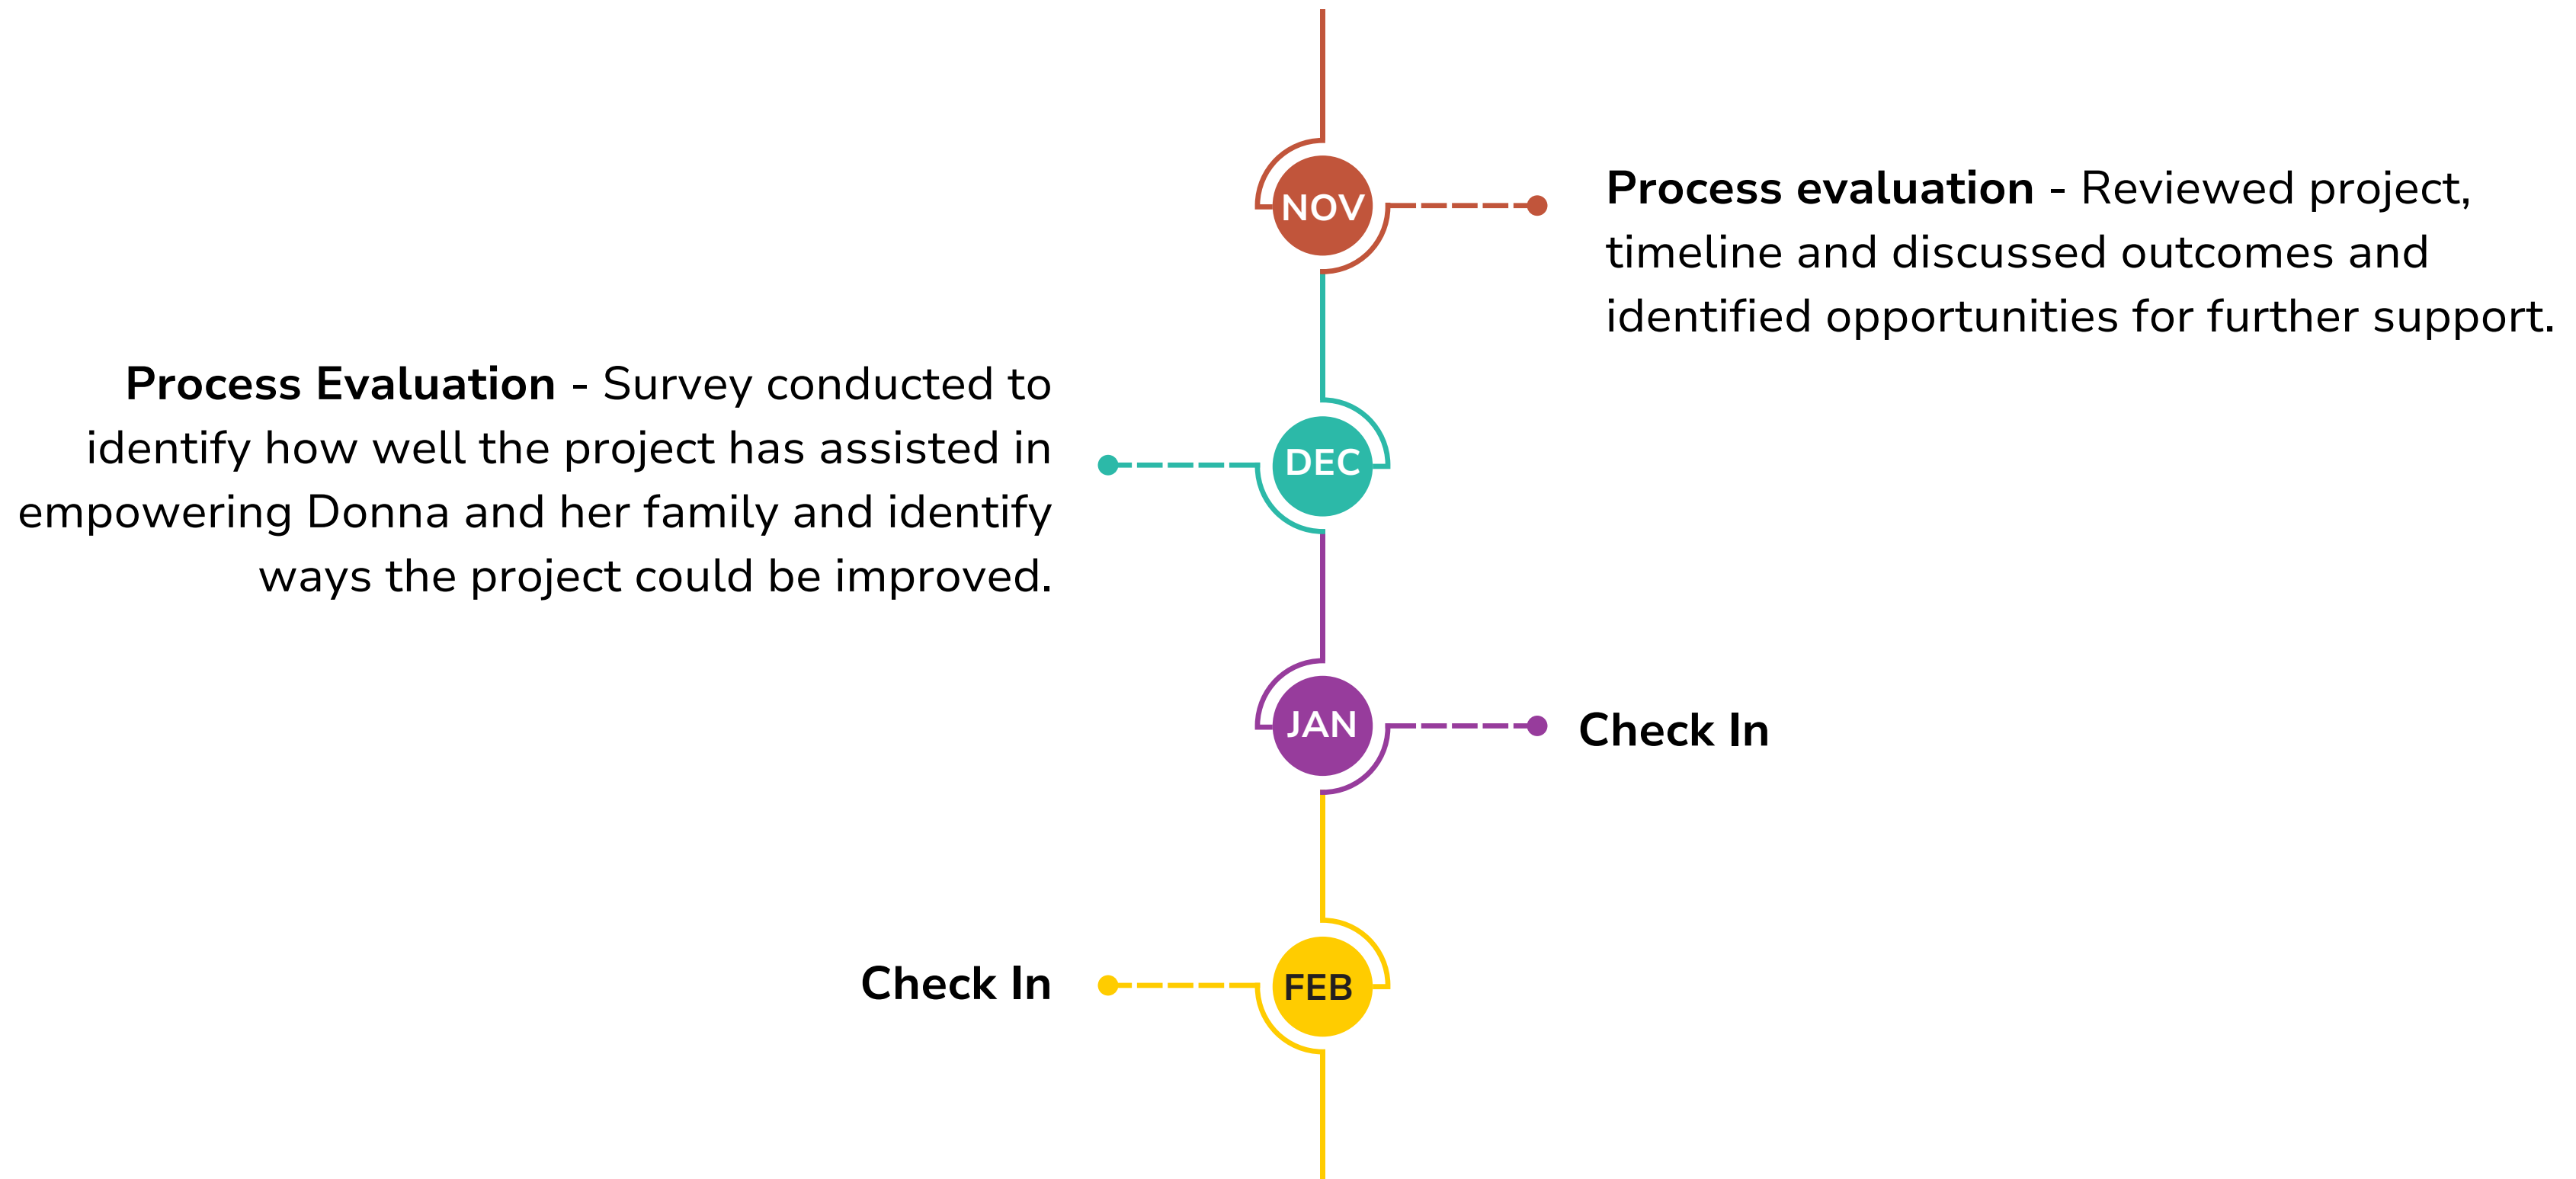 NOV
Process evaluation - Reviewed project,
timeline and discussed outcomes and
identified opportunities for further support.
DEC
Process Evaluation - Survey conducted to
identify how well the project has assisted in
empowering Donna and her family and identify
ways the project could be improved.
JAN
Check In
FEB
Check In